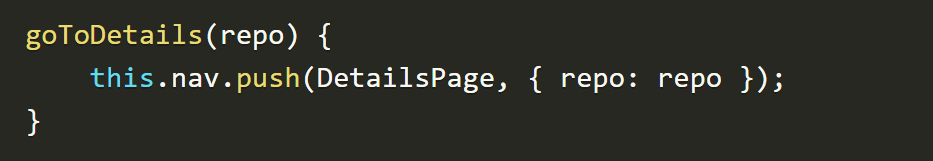 goToDetails(repo) {
    this.nav.push(DetailsPage, { repo: repo });
}